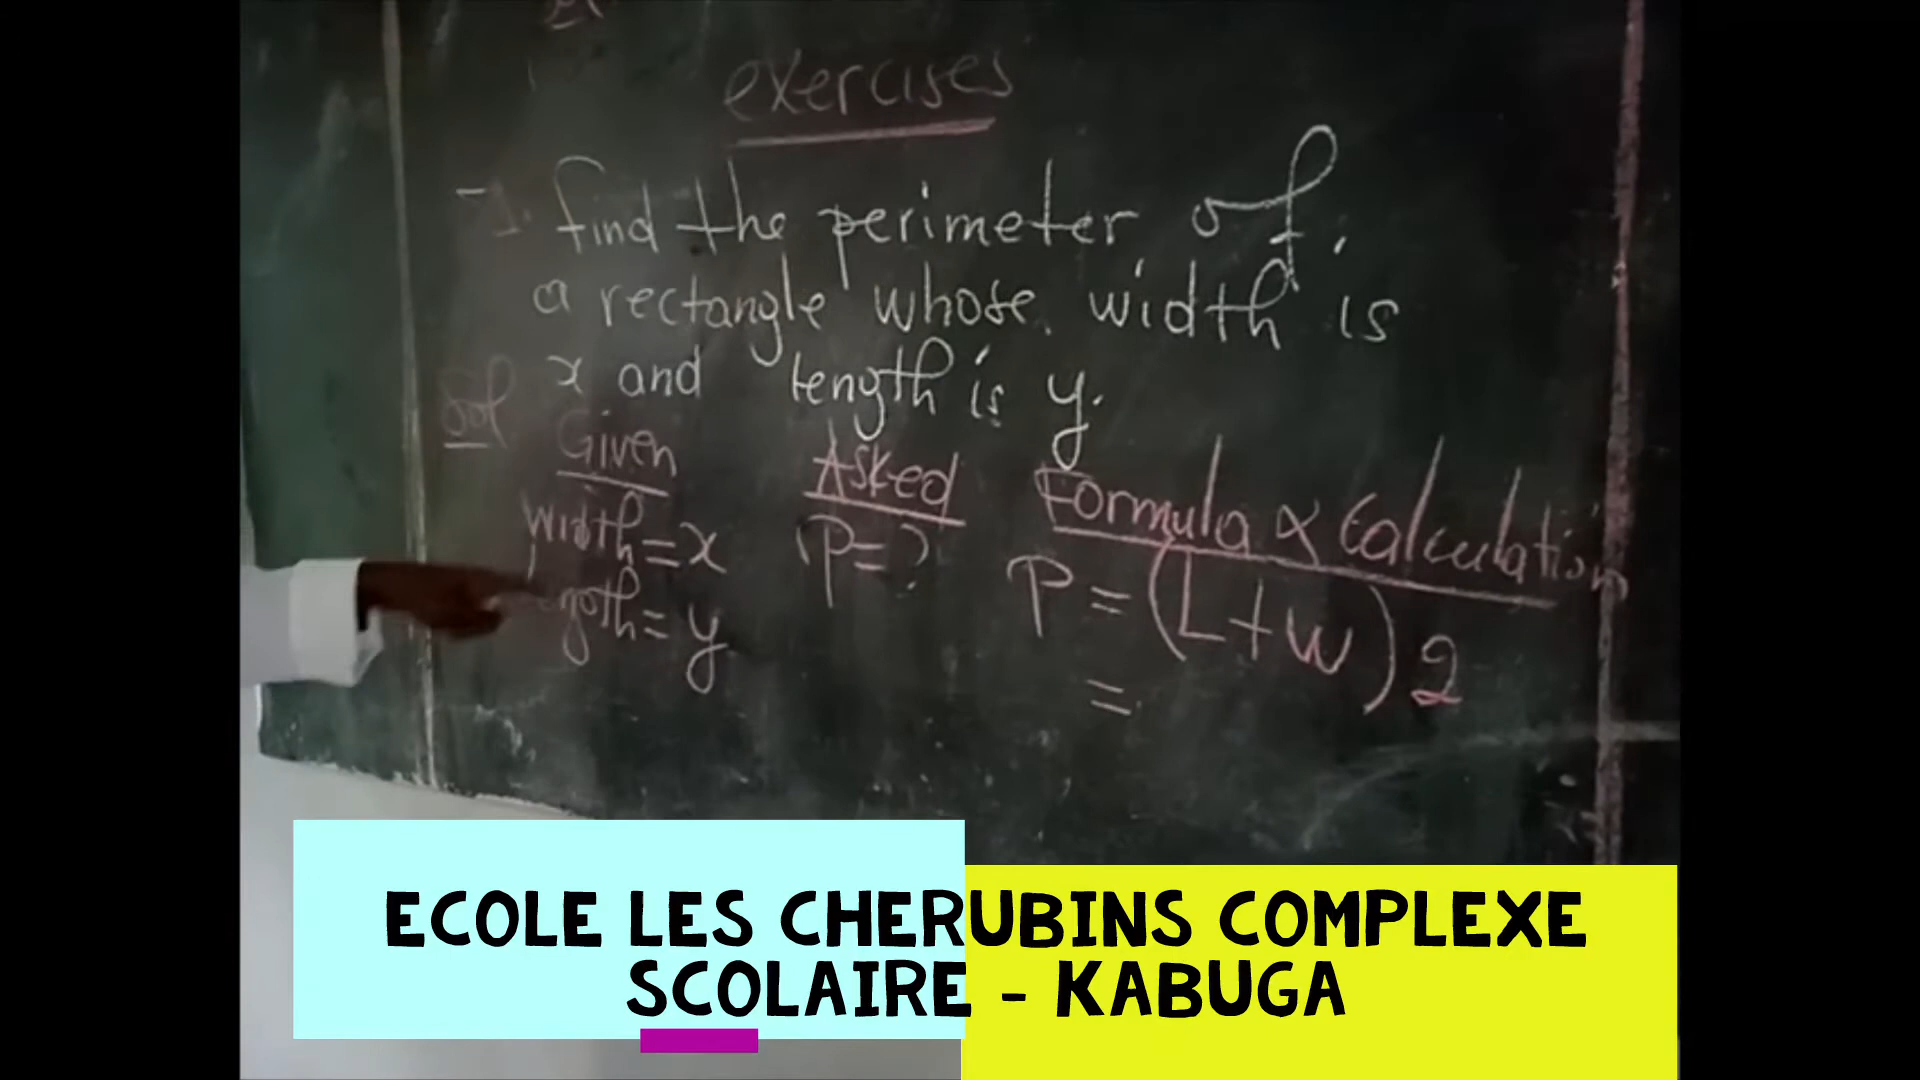 exercises
1. find the perimeter of
a rectangle whose width is
x and length is y.
Sol
Given Asked Formula & Calculation
Width = x P = ? P = (L+W)2
length = y =
ECOLE LES CHERUBINS COMPLEXE
SCOLAIRE - KABUGA